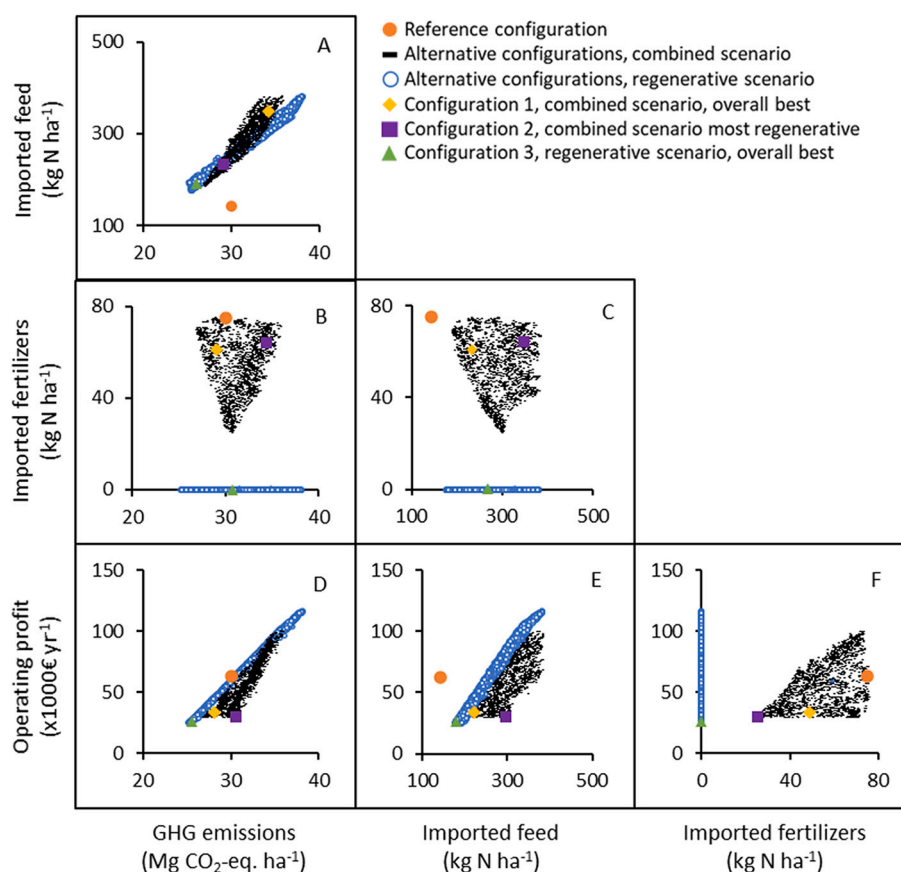 A
500
300
100
20 30 40
Imported feed
(kg N ha⁻¹)
Reference configuration
Alternative configurations, combined scenario
Alternative configurations, regenerative scenario
Configuration 1, combined scenario, overall best
Configuration 2, combined scenario most regenerative
Configuration 3, regenerative scenario, overall best
B
80
40
0
20 30 40
Imported fertilizers
(kg N ha⁻¹)
C
80
40
0
100 300 500
D
150
100
50
0
20 30 40
Operating profit
(x1000€ yr⁻¹)
E
150
100
50
0
100 300 500
F
150
100
50
0
0 40 80
GHG emissions
(Mg CO₂-eq. ha⁻¹)
Imported feed
(kg N ha⁻¹)
Imported fertilizers
(kg N ha⁻¹)